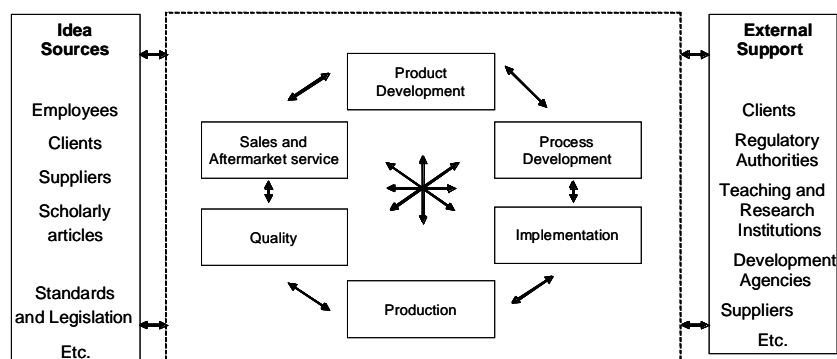 Idea
Sources
Employees
Clients
Suppliers
Scholarly
articles
Standards
and Legislation
Etc.
Product
Development
Sales and
Aftermarket service
Process
Development
Quality
Implementation
Production
External
Support
Clients
Regulatory
Authorities
Teaching and
Research
Institutions
Development
Agencies
Suppliers
Etc.